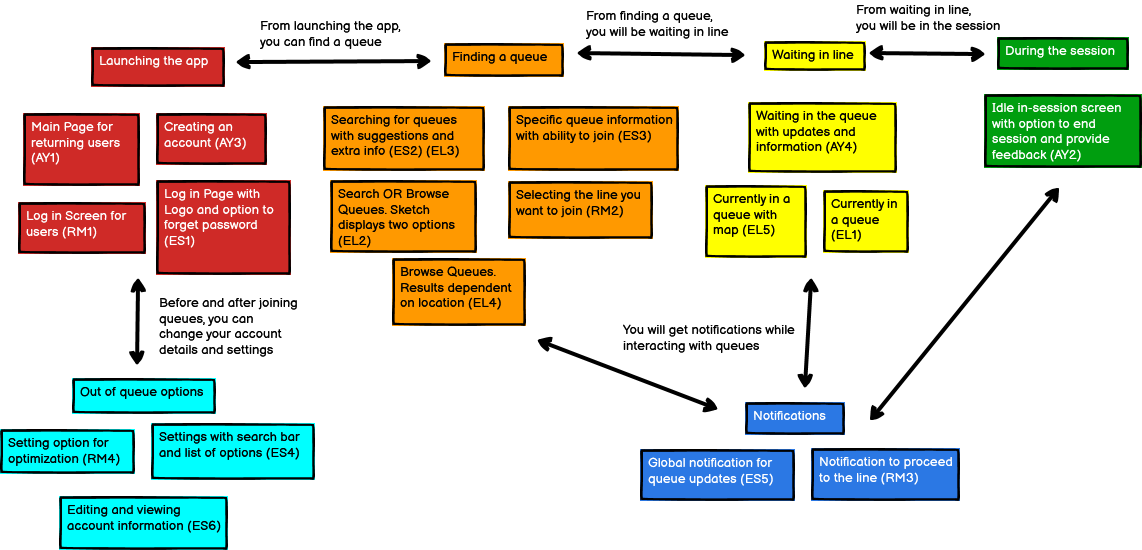 From launching the app,
you can find a queue
From finding a queue,
you will be waiting in line
From waiting in line,
you will be in the session
Launching the app
Finding a queue
Waiting in line
During the session
Main Page for
returning users
(AY1)
Creating an
account (AY3)
Log in Screen for
users (RM1)
Log in Page with
Logo and option to
forget password
(ES1)
Searching for queues
with suggestions and
extra info (ES2) (EL3)
Specific queue information
with ability to join (ES3)
Search OR Browse
Queues. Sketch
displays two options
(EL2)
Selecting the line you
want to join (RM2)
Browse Queues.
Results dependent
on location (EL4)
Waiting in the queue
with updates and
information (AY4)
Currently in a
queue with
map (EL5)
Currently in
a queue
(EL1)
Idle in-session screen
with option to end
session and provide
feedback (AY2)
Before and after joining
queues, you can
change your account
details and settings
You will get notifications while
interacting with queues
Out of queue options
Setting option for
optimization (RM4)
Settings with search bar
and list of options (ES4)
Editing and viewing
account information (ES6)
Notifications
Global notification for
queue updates (ES5)
Notification to proceed
to the line (RM3)